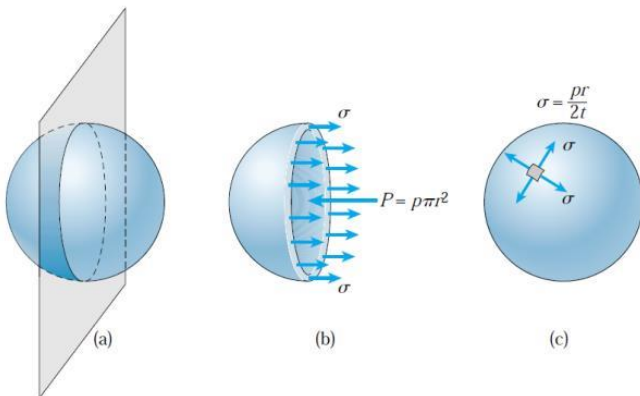 σ
P = pπr²
σ
(a)
(b)
σ = pr/2t
σ
σ
(c)